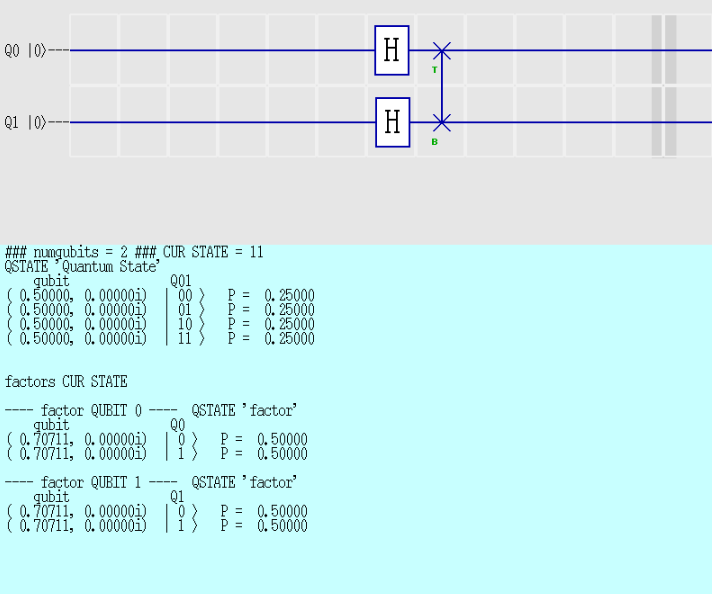 Q0 |0⟩--- H
T
Q1 |0⟩--- H
B
### numqubits = 2 ### CUR STATE = 11
QSTATE 'Quantum State'
qubit Q01
( 0.50000, 0.00000i) | 00 ⟩ P = 0.25000
( 0.50000, 0.00000i) | 01 ⟩ P = 0.25000
( 0.50000, 0.00000i) | 10 ⟩ P = 0.25000
( 0.50000, 0.00000i) | 11 ⟩ P = 0.25000
factors CUR STATE
---- factor QUBIT 0 ---- QSTATE 'factor'
qubit Q0
( 0.70711, 0.00000i) | 0 ⟩ P = 0.50000
( 0.70711, 0.00000i) | 1 ⟩ P = 0.50000
---- factor QUBIT 1 ---- QSTATE 'factor'
qubit Q1
( 0.70711, 0.00000i) | 0 ⟩ P = 0.50000
( 0.70711, 0.00000i) | 1 ⟩ P = 0.50000